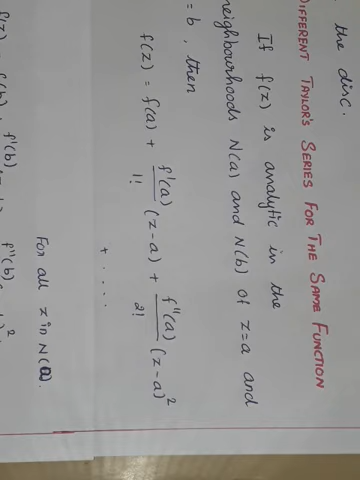 the disc.
DIFFERENT TAYLOR'S SERIES FOR THE SAME FUNCTION
If f(z) is analytic in the
neighbourhoods N(a) and N(b) of z=a and
= b, then
f(z) = f(a) + f'(a)/1! (z-a) + f''(a)/2! (z-a)²
+ ....
For all z in N(a).
f(z) = f(b) + f'(b) f''(b)